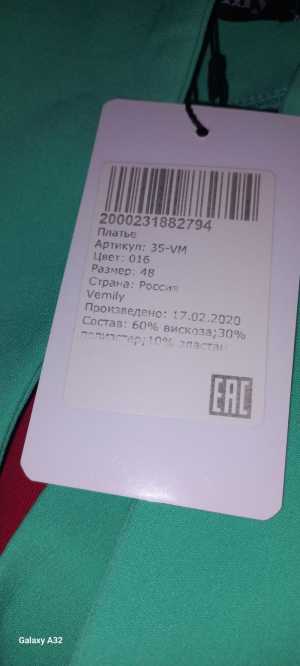 2000231882794
Платье
Артикул: 35-VM
Цвет: 016
Размер: 48
Страна: Россия
Vemily
Произведено: 17.02.2020
Состав: 60% вискоза;30%
полиэстер;10% эластан
EAC
Galaxy A32